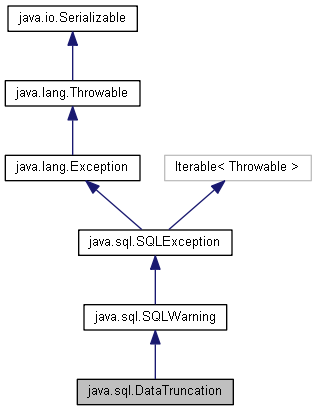 java.io.Serializable
java.lang.Throwable
java.lang.Exception
Iterable< Throwable >
java.sql.SQLException
java.sql.SQLWarning
java.sql.DataTruncation